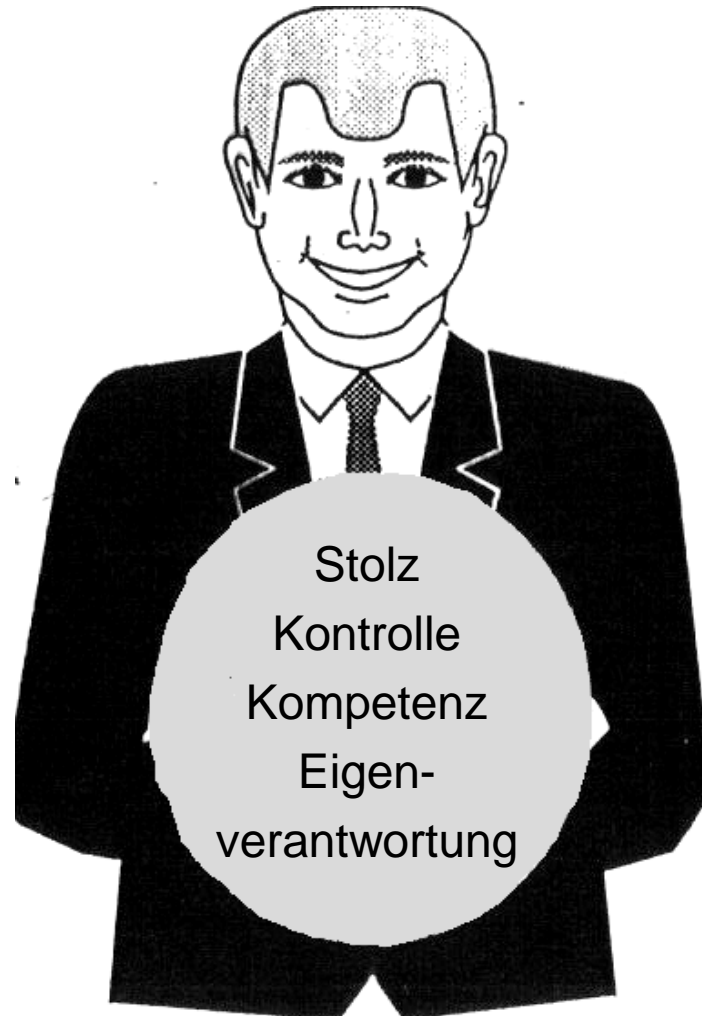 Stolz
Kontrolle
Kompetenz
Eigen-
verantwortung